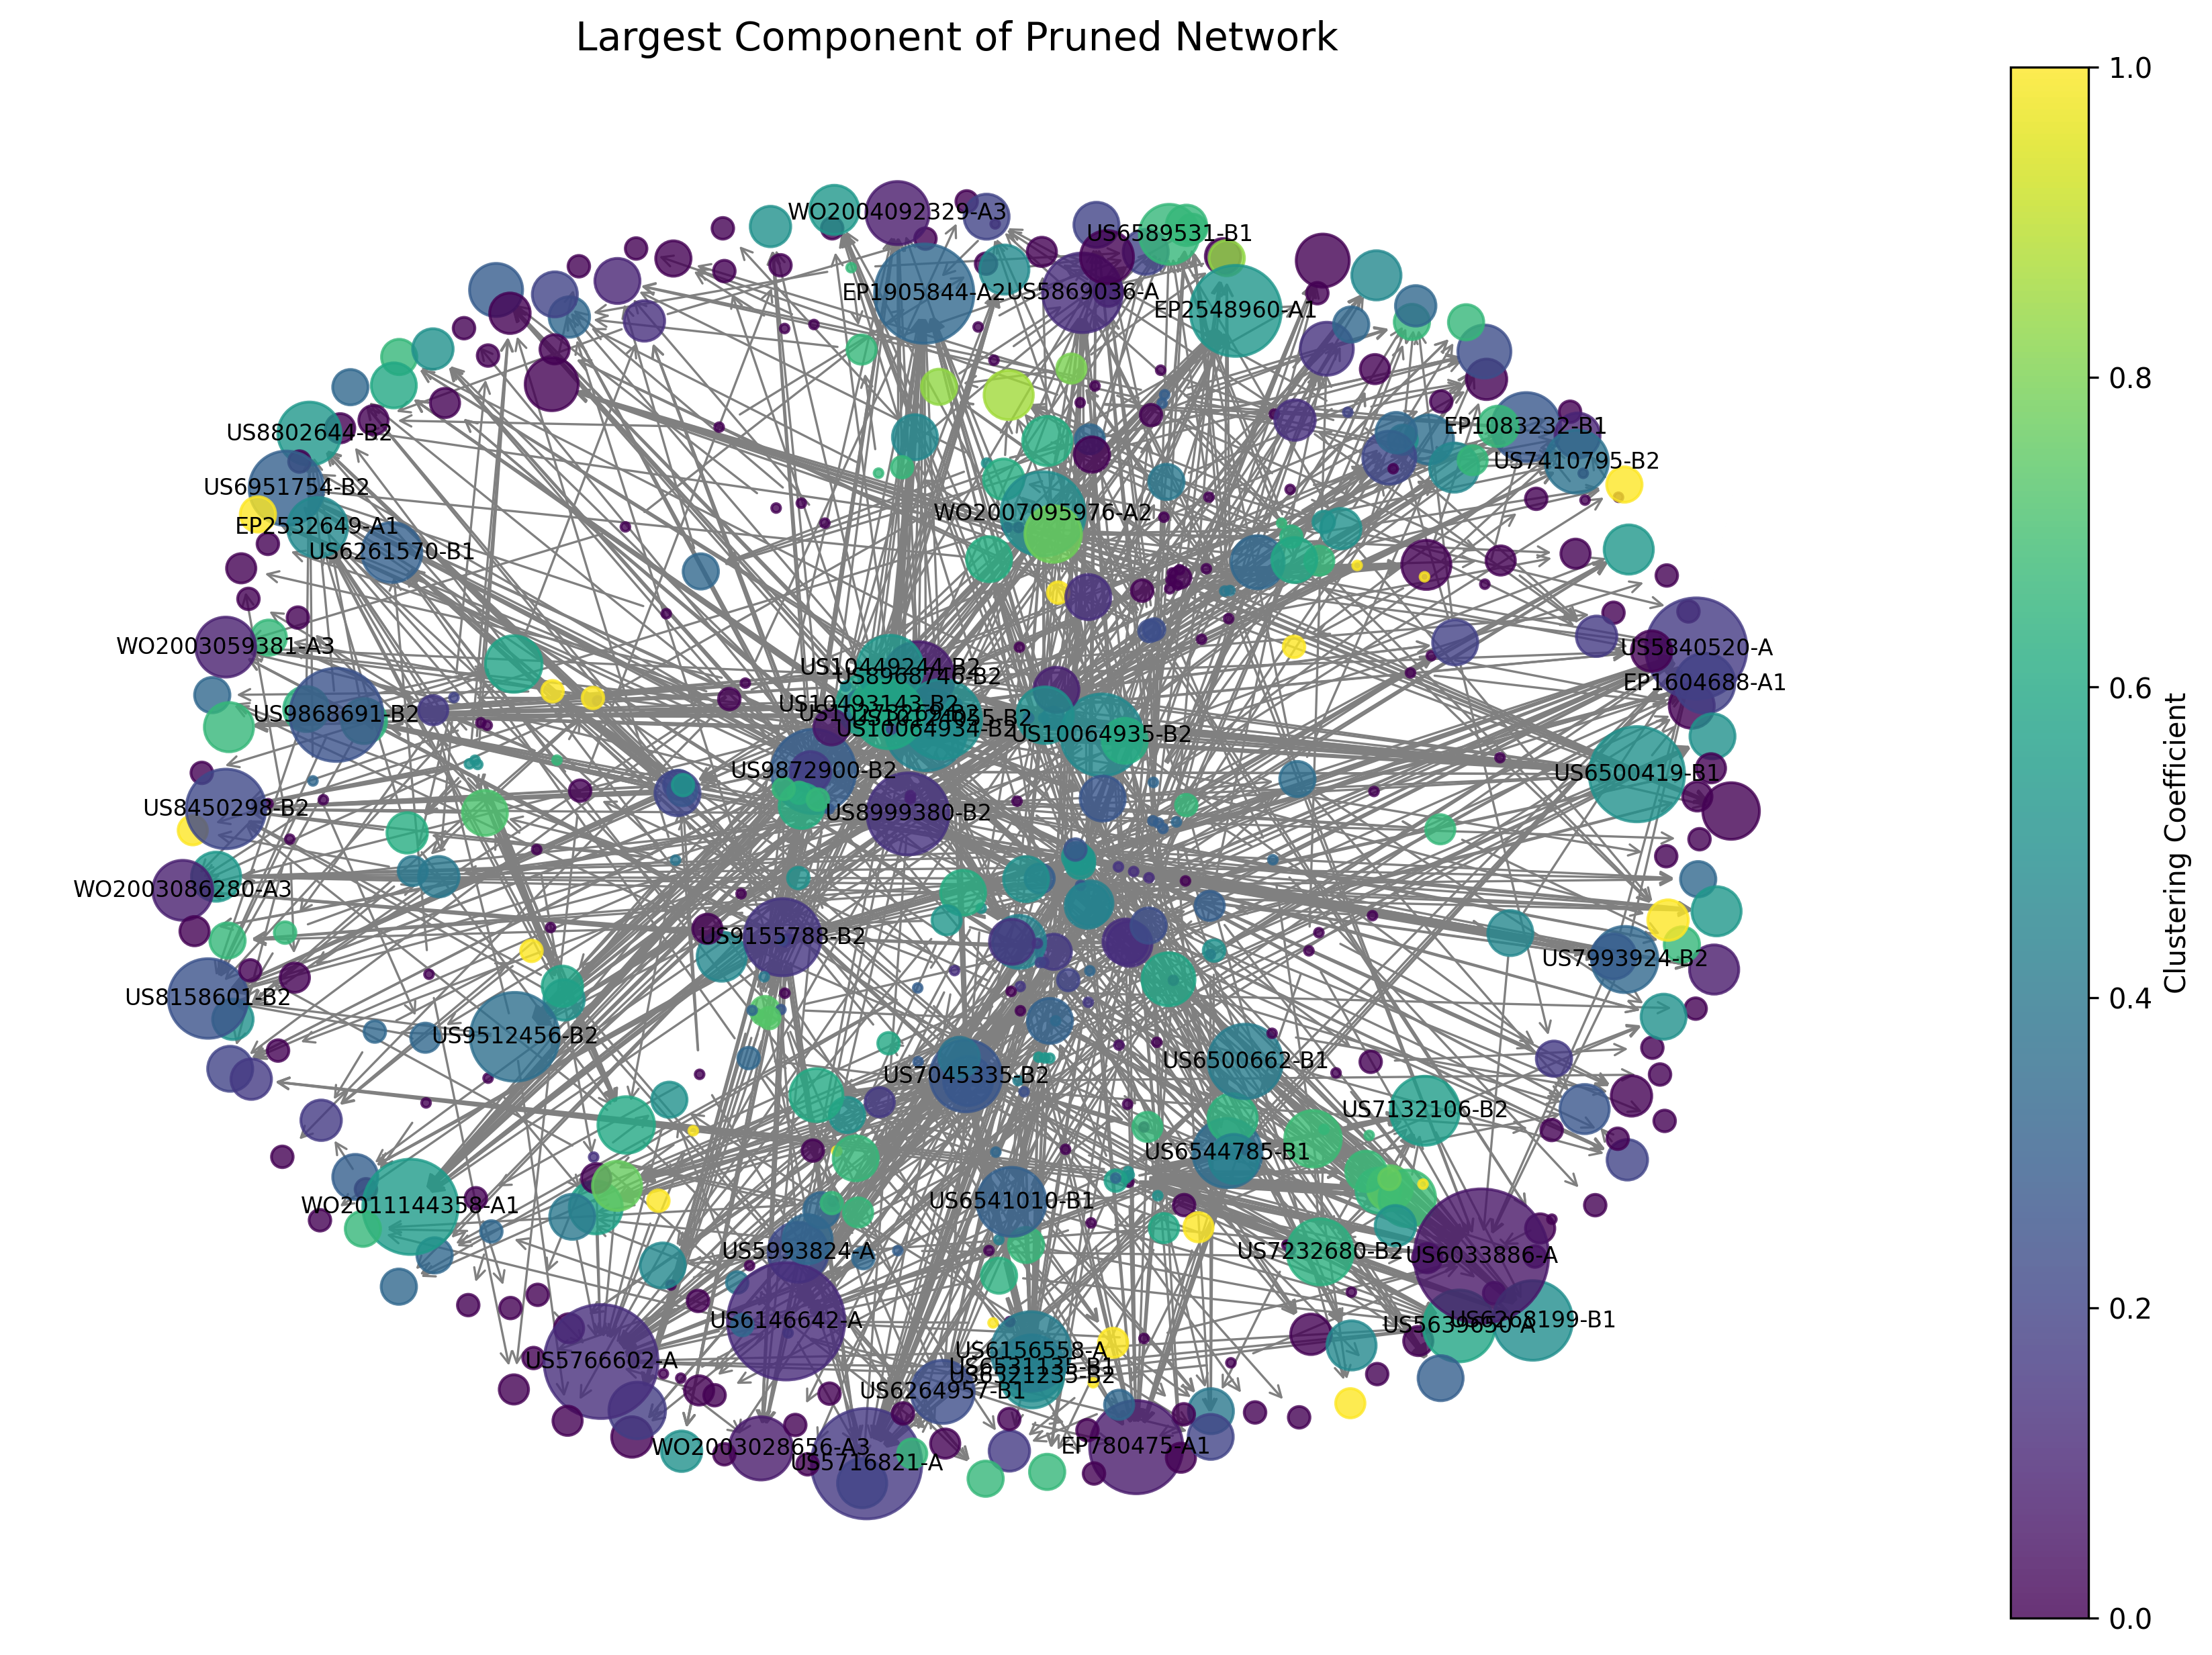 Largest Component of Pruned Network
1.0
WO2004092329-A3
US6589531-B1
EP1905844-A2
US5869036-A
EP2548960-A1
0.8
US8802644-B2
EP1083232-B1
US7410795-B2
US6951754-B2
WO2007095976-A2
EP2532649-A1
US6261570-B1
0.6
WO2003059381-A3
US5840520-A
US10449244-B2
US8968746-B2
EP1604688-A1
US10493143-B2
US9868691-B2
US10064934-B2
US10064935-B2
US9872900-B2
US6500419-B1
US8450298-B2
US8999380-B2
Clustering Coefficient
WO2003086280-A3
US9155788-B2
US7993924-B2
US8158601-B2
0.4
US9512456-B2
US7045335-B2
US6500662-B1
US7132106-B2
US6544785-B1
WO2011144358-A1
US6541010-B1
US5993824-A
US7232680-B2
US6033886-A
0.2
US6146642-A
US5639650-A
US6268199-B1
US6156558-A
US5766602-A
US6531135-B1
US6321235-B2
US6264957-B1
WO2003028656-A3
EP780475-A1
US5716821-A
0.0